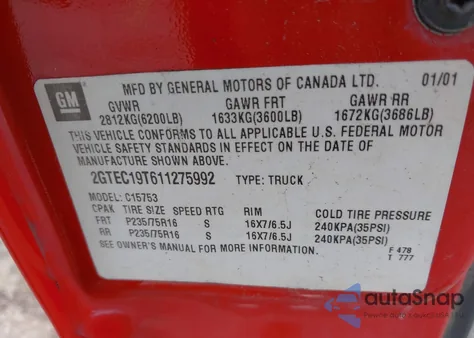 GM
MFD BY GENERAL MOTORS OF CANADA LTD. 01/01
GVWR GAWR FRT GAWR RR
2812KG(6200LB) 1633KG(3600LB) 1672KG(3686LB)
THIS VEHICLE CONFORMS TO ALL APPLICABLE U.S. FEDERAL MOTOR
VEHICLE SAFETY STANDARDS IN EFFECT ON THE DATE OF
MANUFACTURE SHOWN ABOVE.
2GTEC19T611275992 TYPE: TRUCK
MODEL: C15753
CPAK TIRE SIZE SPEED RTG RIM COLD TIRE PRESSURE
FRT P235/75R16 S 16X7/6.5J 240KPA(35PSI)
RR P235/75R16 S 16X7/6.5J 240KPA(35PSI)
SEE OWNER'S MANUAL FOR MORE INFORMATION. F 478
T 777
autoSnap